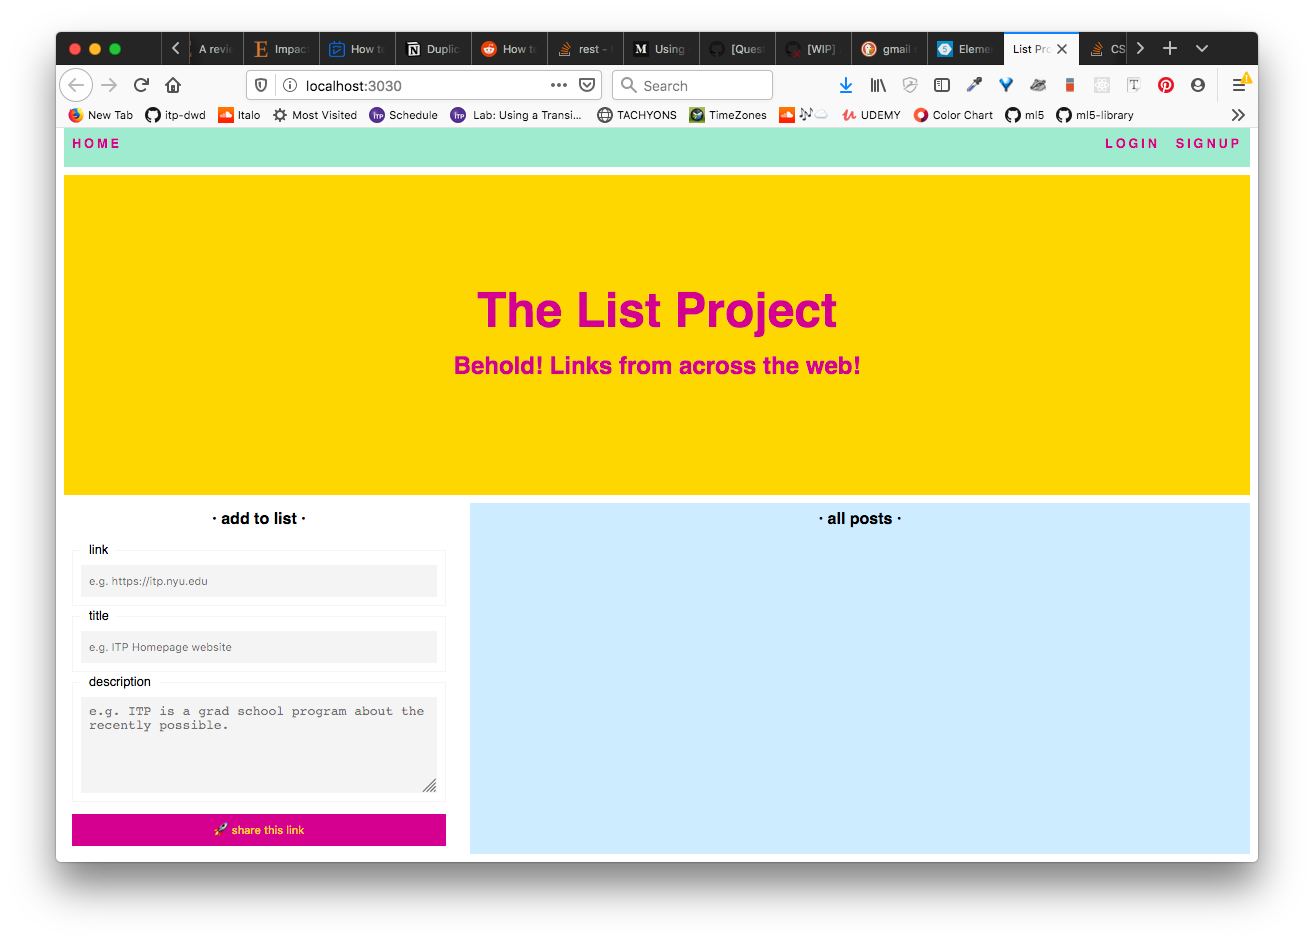 A revie
Impac
How to
Duplic
How to
rest -
Using
[Quest
[WIP]
gmail
Eleme
List Pro
CS
localhost:3030
Search
New Tab
itp-dwd
Italo
Most Visited
Schedule
Lab: Using a Transi...
TACHYONS
TimeZones
UDEMY
Color Chart
ml5
ml5-library
HOME
LOGIN
SIGNUP
The List Project
Behold! Links from across the web!
· add to list ·
link
e.g. https://itp.nyu.edu
title
e.g. ITP Homepage website
description
e.g. ITP is a grad school program about the
recently possible.
🚀 share this link
· all posts ·